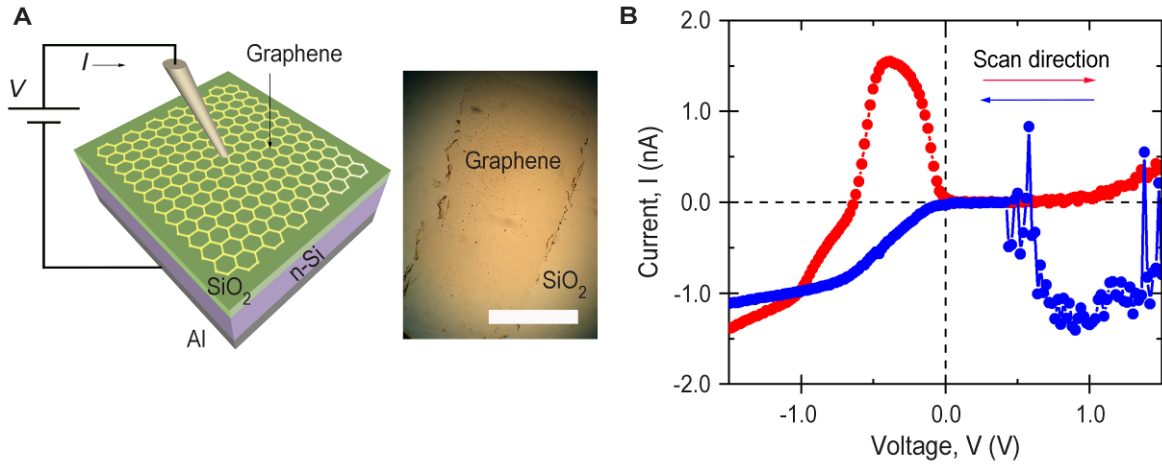 A
V
I
Graphene
SiO2
n-Si
Al
Graphene
SiO2
B
2.0
1.0
0.0
-1.0
-2.0
Current, I (nA)
Scan direction
-1.0
0.0
1.0
Voltage, V (V)